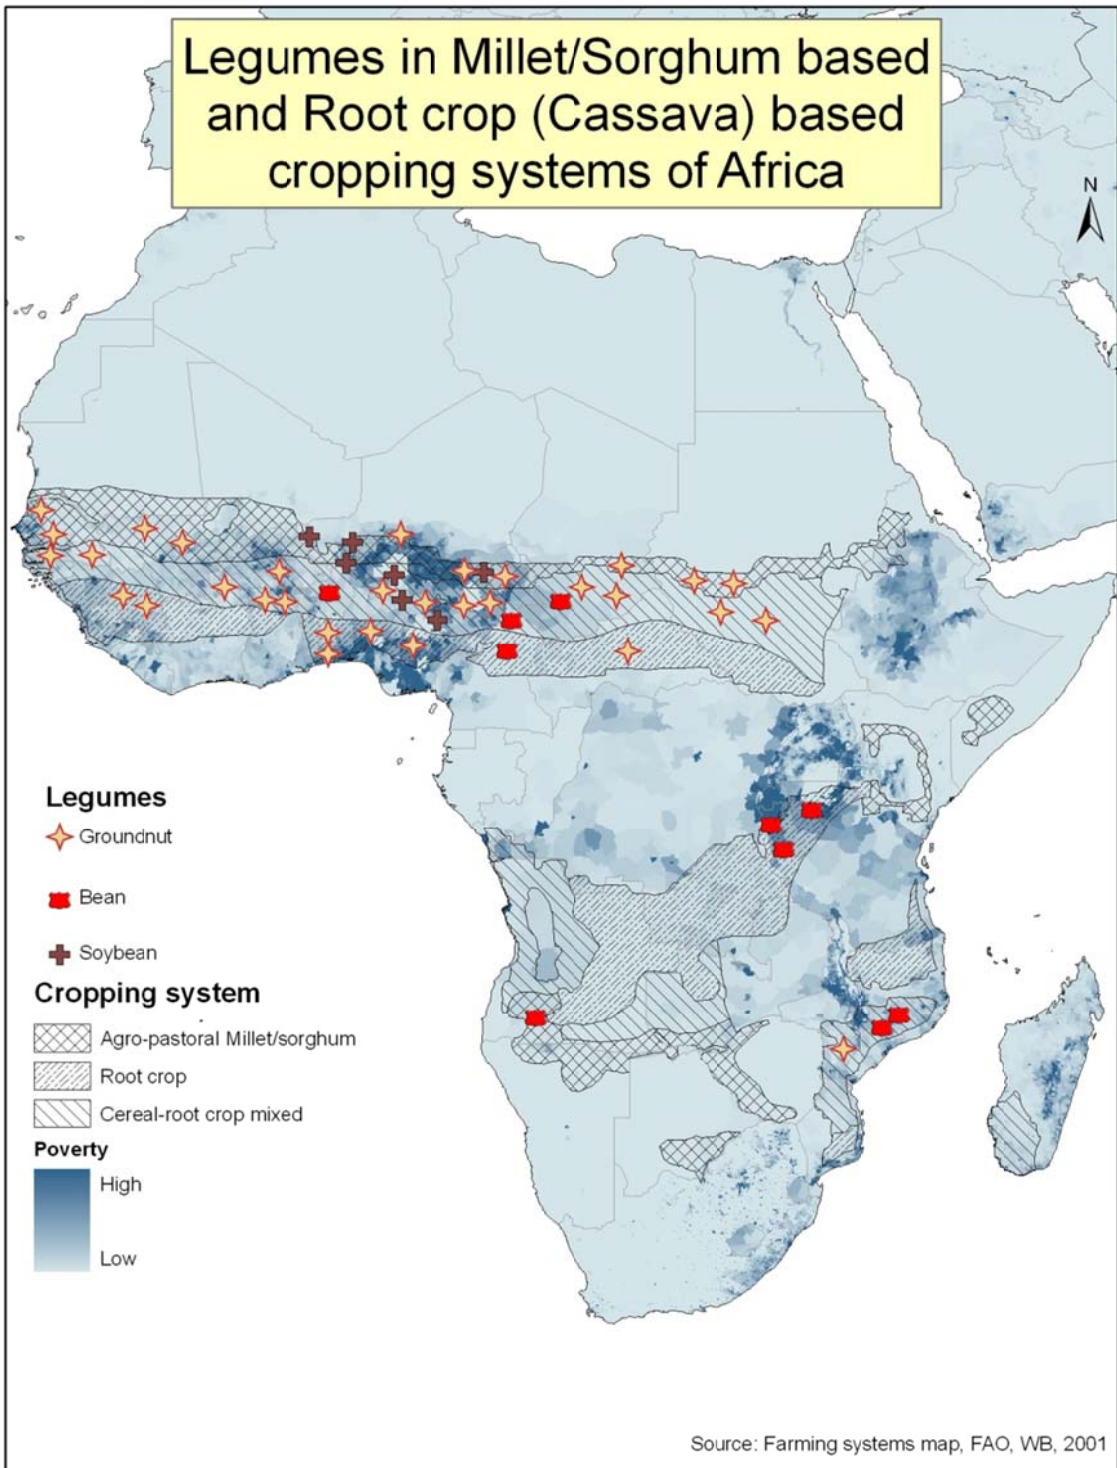 Legumes in Millet/Sorghum based
and Root crop (Cassava) based
cropping systems of Africa
N
Legumes
Groundnut
Bean
Soybean
Cropping system
Agro-pastoral Millet/sorghum
Root crop
Cereal-root crop mixed
Poverty
High
Low
Source: Farming systems map, FAO, WB, 2001